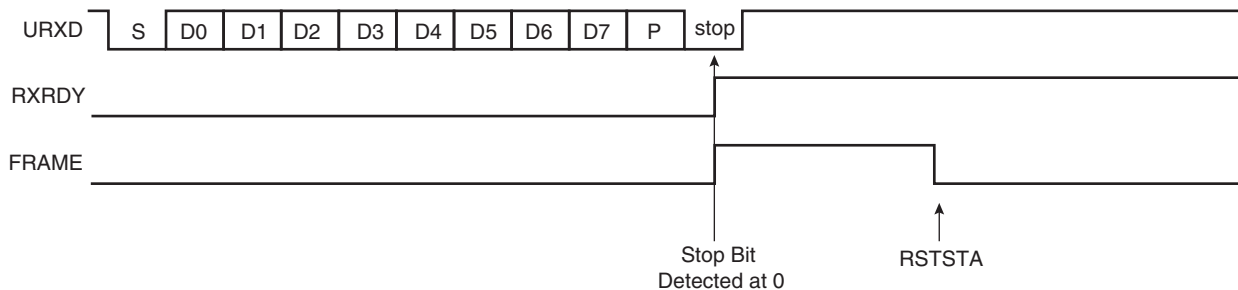 URXD S D0 D1 D2 D3 D4 D5 D6 D7 P stop
RXRDY
FRAME
Stop Bit
Detected at 0
RSTSTA